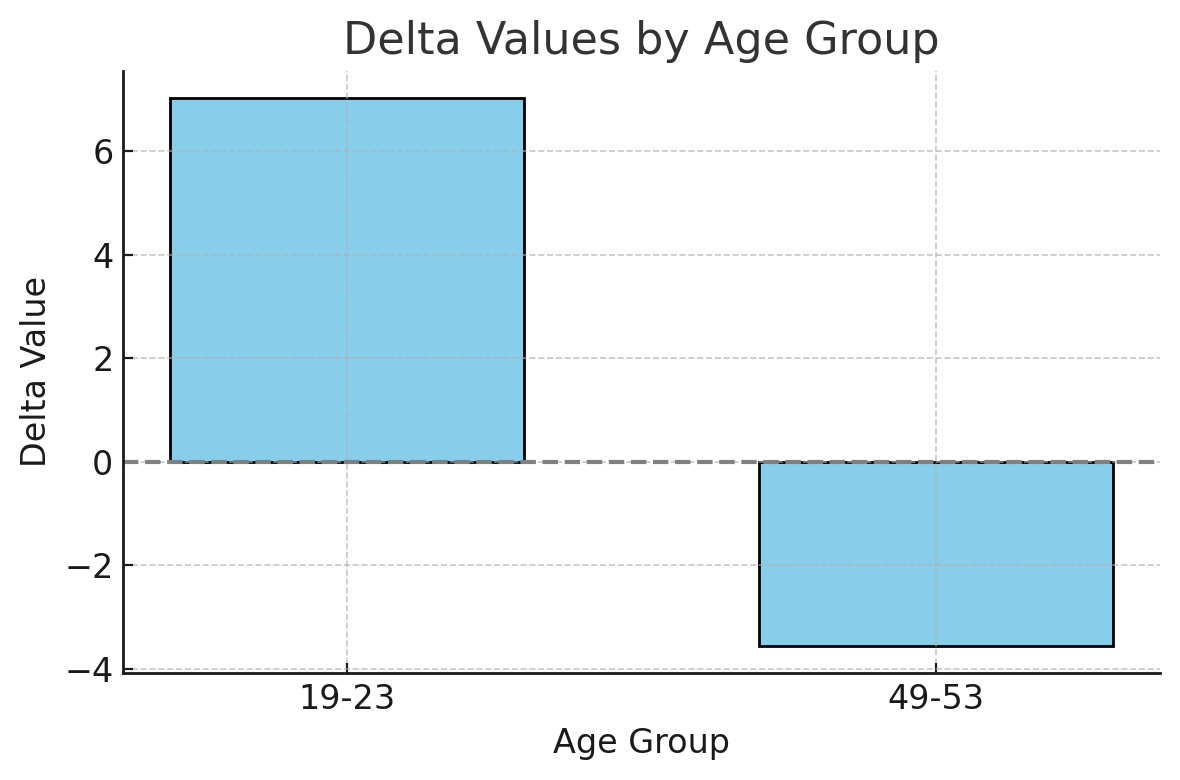 Delta Values by Age Group
6
4
2
0
−2
−4
Delta Value
19-23 49-53
Age Group